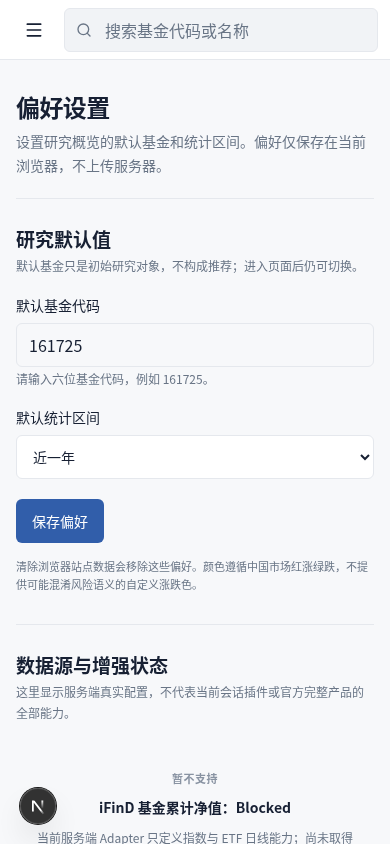 搜索基金代码或名称
偏好设置
设置研究概览的默认基金和统计区间。偏好仅保存在当前
浏览器，不上传服务器。
研究默认值
默认基金只是初始研究对象，不构成推荐；进入页面后仍可切换。
默认基金代码
161725
请输入六位基金代码，例如 161725。
默认统计区间
近一年
保存偏好
清除浏览器站点数据会移除这些偏好。颜色遵循中国市场红涨绿跌，不提
供可能混淆风险语义的自定义涨跌色。
数据源与增强状态
这里显示服务端真实配置，不代表当前会话插件或官方完整产品的
全部能力。
暂不支持
iFinD 基金累计净值：Blocked
当前服务端 Adapter 只定义指数与 ETF 日线能力；尚未取得
N